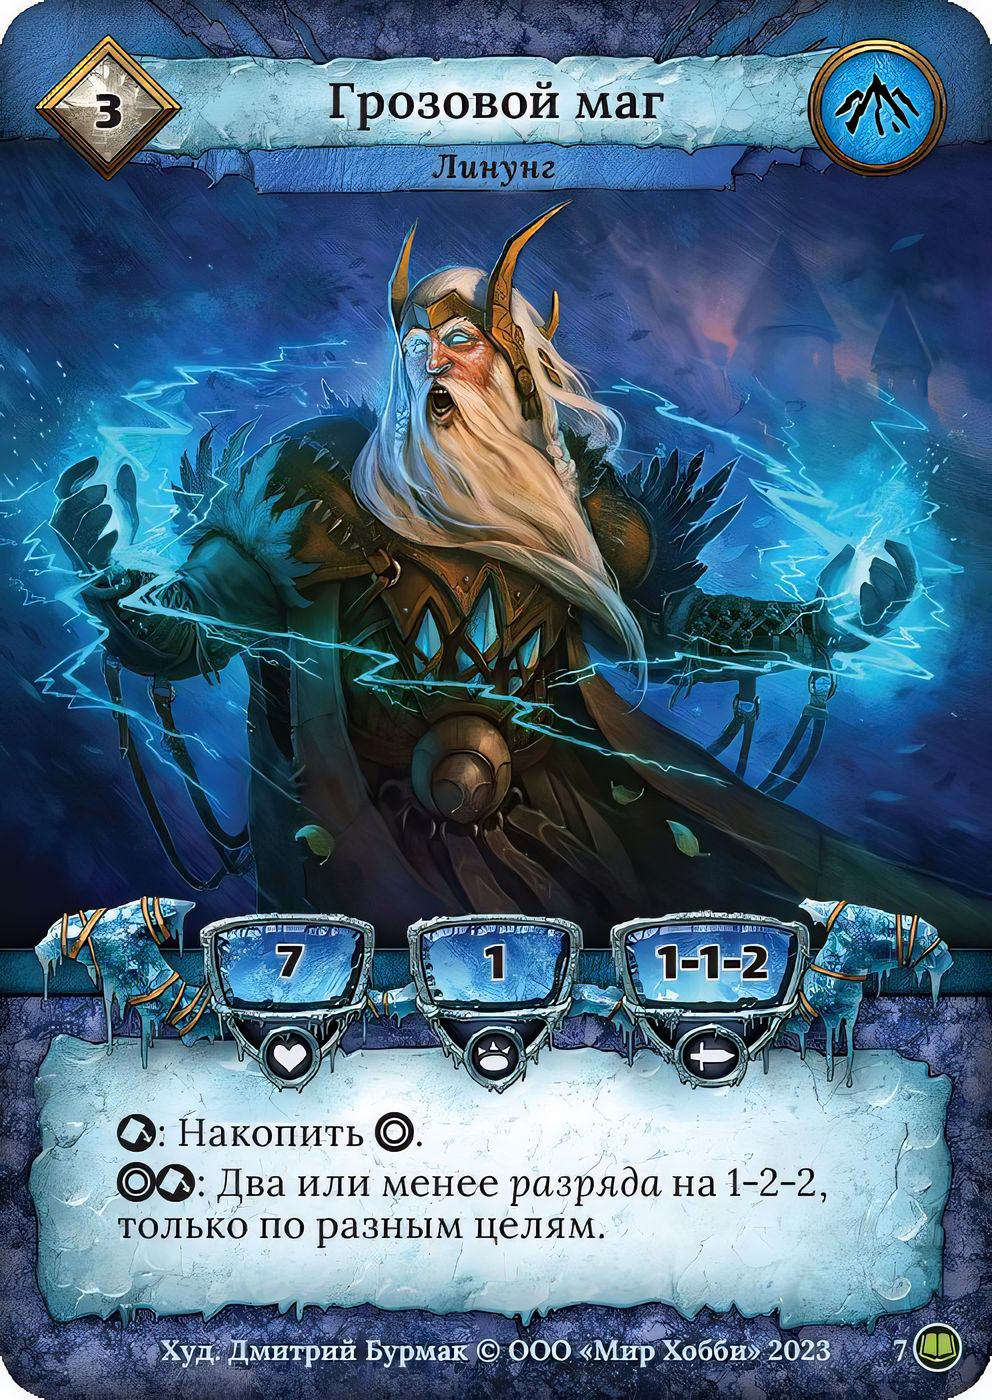 3
Грозовой маг
Линунг
7 1 1-1-2
: Накопить .
: Два или менее разряда на 1-2-2,
только по разным целям.
Худ. Дмитрий Бурмак © ООО «Мир Хобби» 2023 7